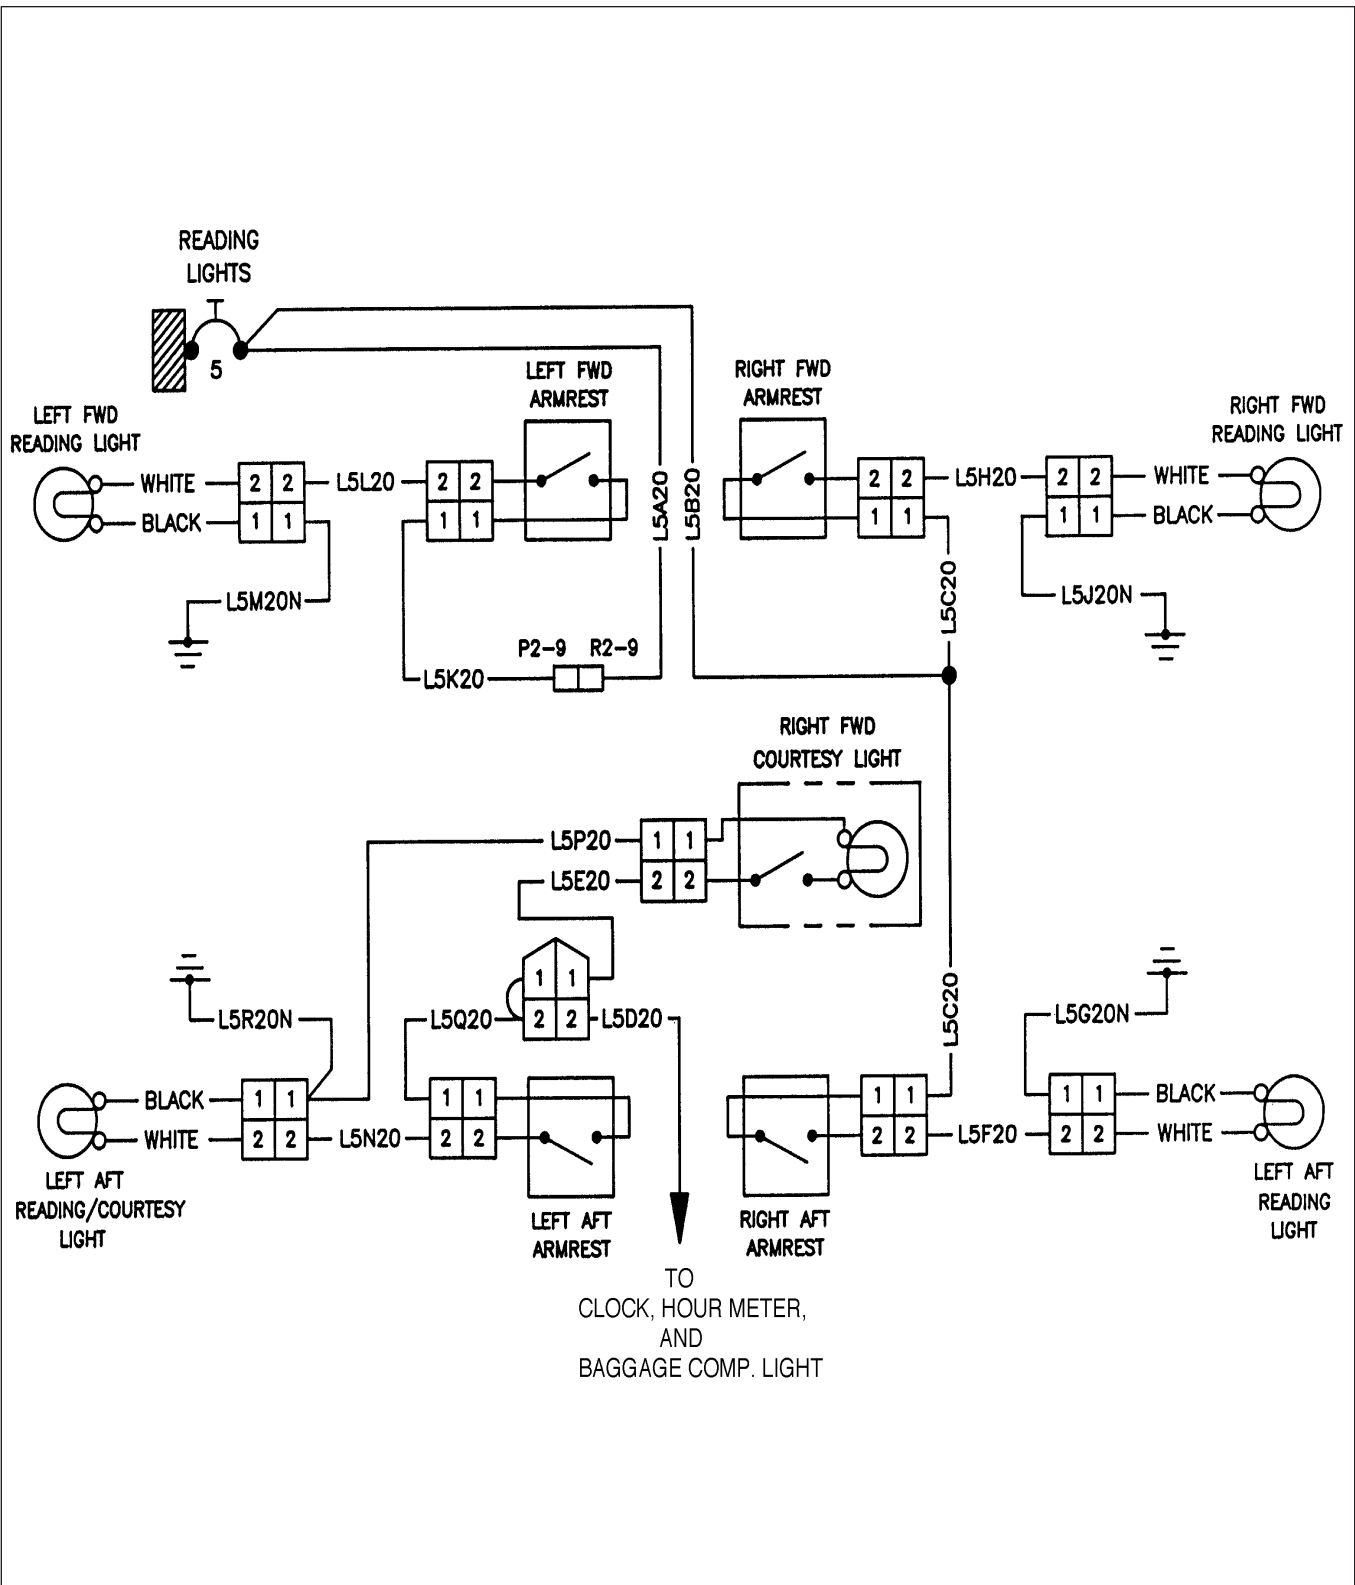 READING
LIGHTS
5
LEFT FWD
ARMREST
RIGHT FWD
ARMREST
LEFT FWD
READING LIGHT
RIGHT FWD
READING LIGHT
WHITE
2 2
L5L20
2 2
L5A20
L5B20
2 2
L5H20
2 2
WHITE
BLACK
1 1
1 1
1 1
1 1
BLACK
L5M20N
L5C20
L5J20N
P2-9 R2-9
L5K20
RIGHT FWD
COURTESY LIGHT
L5P20
1 1
L5E20
2 2
1 1
L5R20N
L5Q20
2 2
L5D20
L5C20
L5G20N
BLACK
1 1
1 1
1 1
1 1
BLACK
WHITE
2 2
L5N20
2 2
2 2
L5F20
2 2
WHITE
LEFT AFT
READING/COURTESY
LIGHT
LEFT AFT
ARMREST
RIGHT AFT
ARMREST
LEFT AFT
READING
LIGHT
TO
CLOCK, HOUR METER,
AND
BAGGAGE COMP. LIGHT